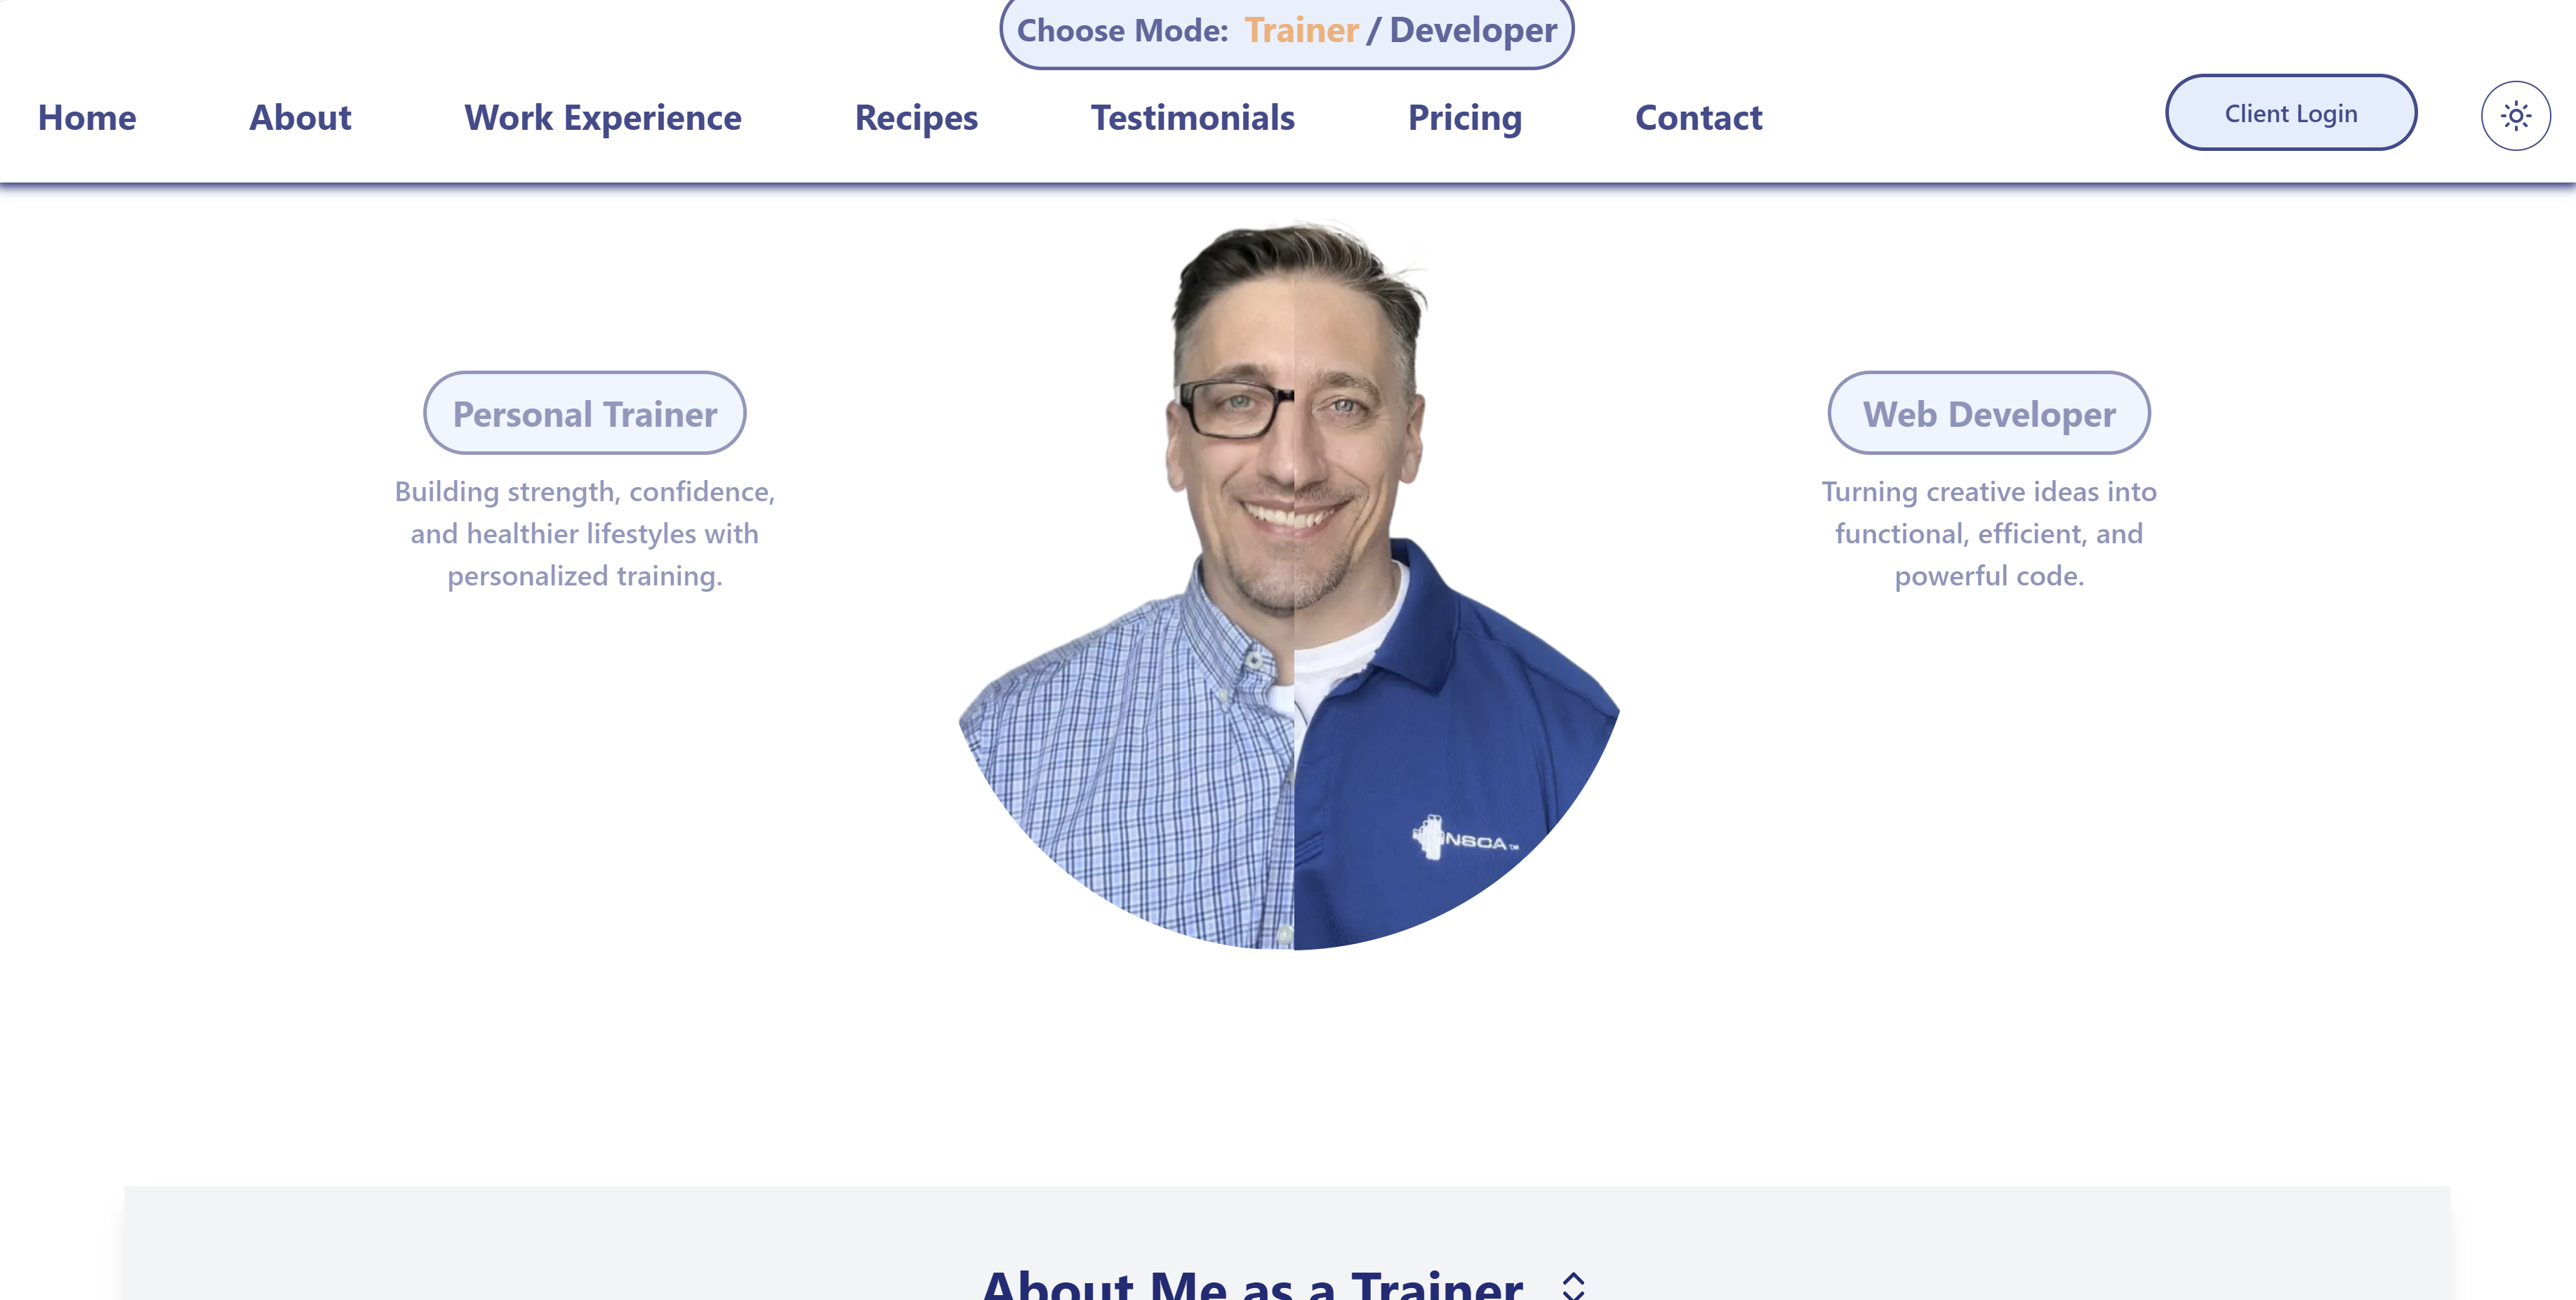 Choose Mode: Trainer / Developer
Home About Work Experience Recipes Testimonials Pricing Contact Client Login
Personal Trainer
Building strength, confidence,
and healthier lifestyles with
personalized training.
Web Developer
Turning creative ideas into
functional, efficient, and
powerful code.
NSCA™
About Me as a Trainer